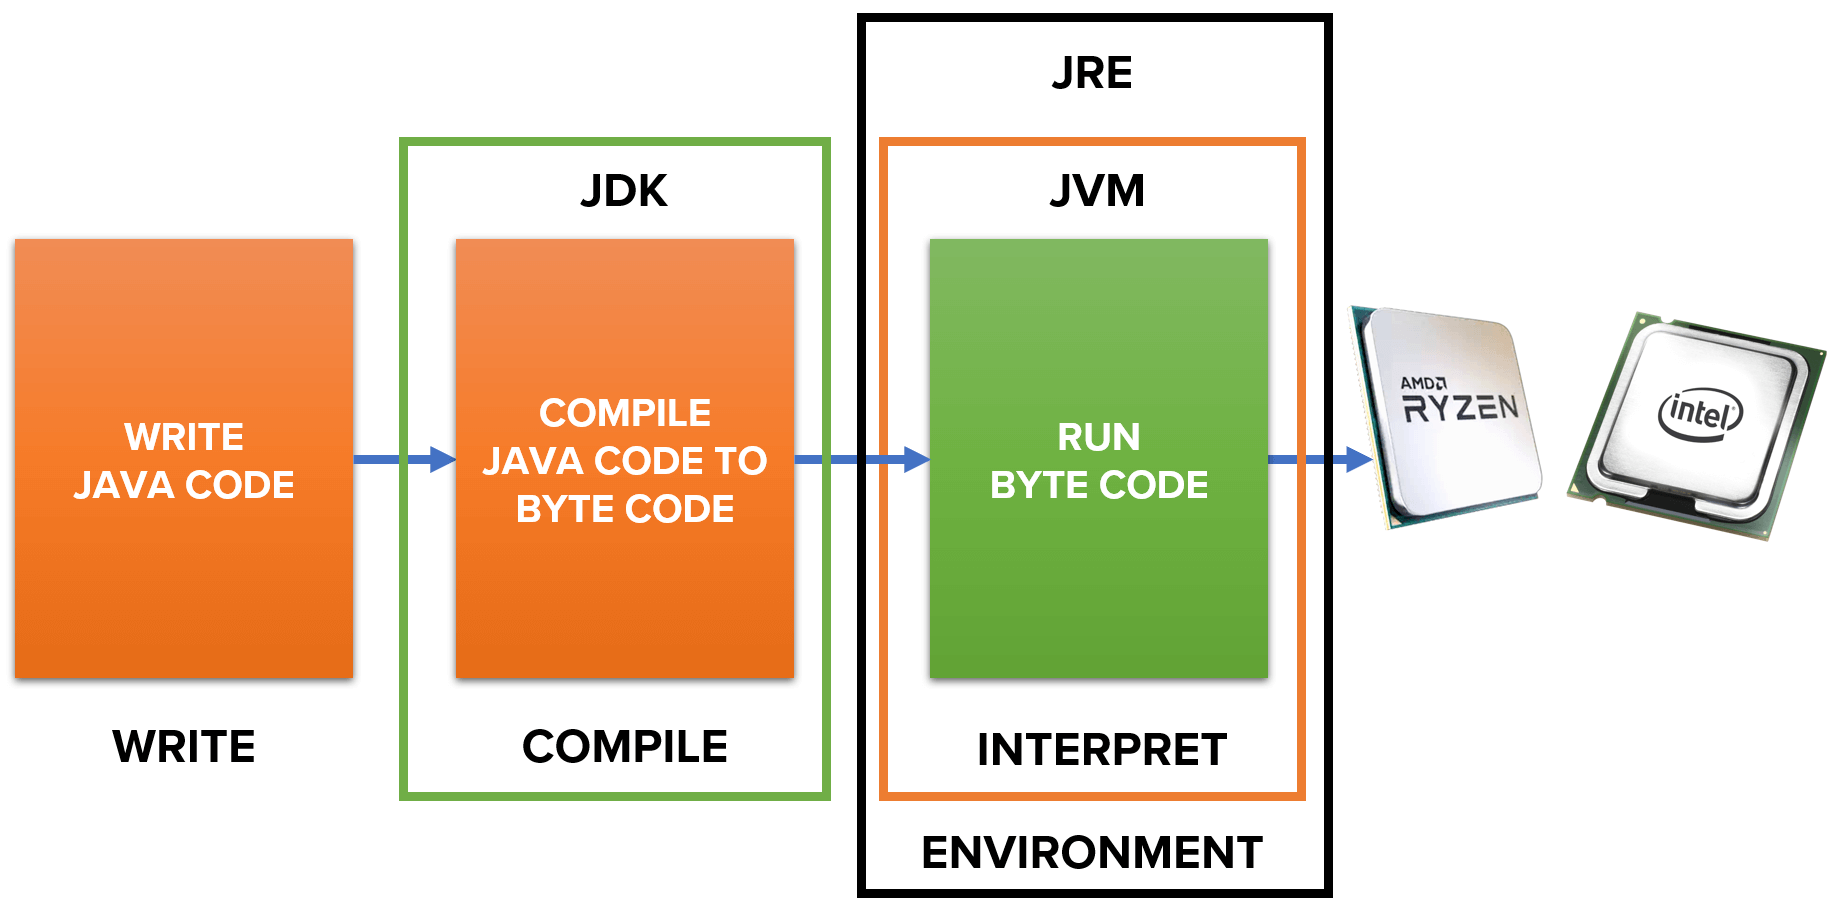 JRE
JDK
JVM
WRITE
JAVA CODE
COMPILE
JAVA CODE TO
BYTE CODE
RUN
BYTE CODE
AMD
RYZEN
intel
WRITE
COMPILE
INTERPRET
ENVIRONMENT